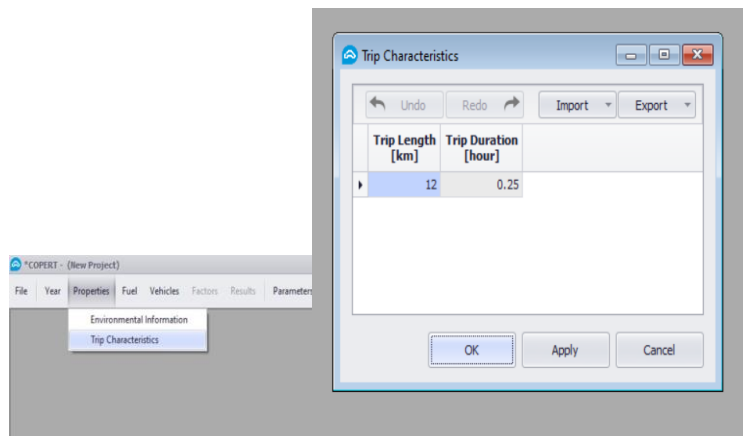 Trip Characteristics
Undo Redo Import Export
Trip Length [km] Trip Duration [hour]
12 0.25
OK Apply Cancel
*COPERT - (New Project)
File Year Properties Fuel Vehicles Factors Results Parameters
Environmental Information
Trip Characteristics